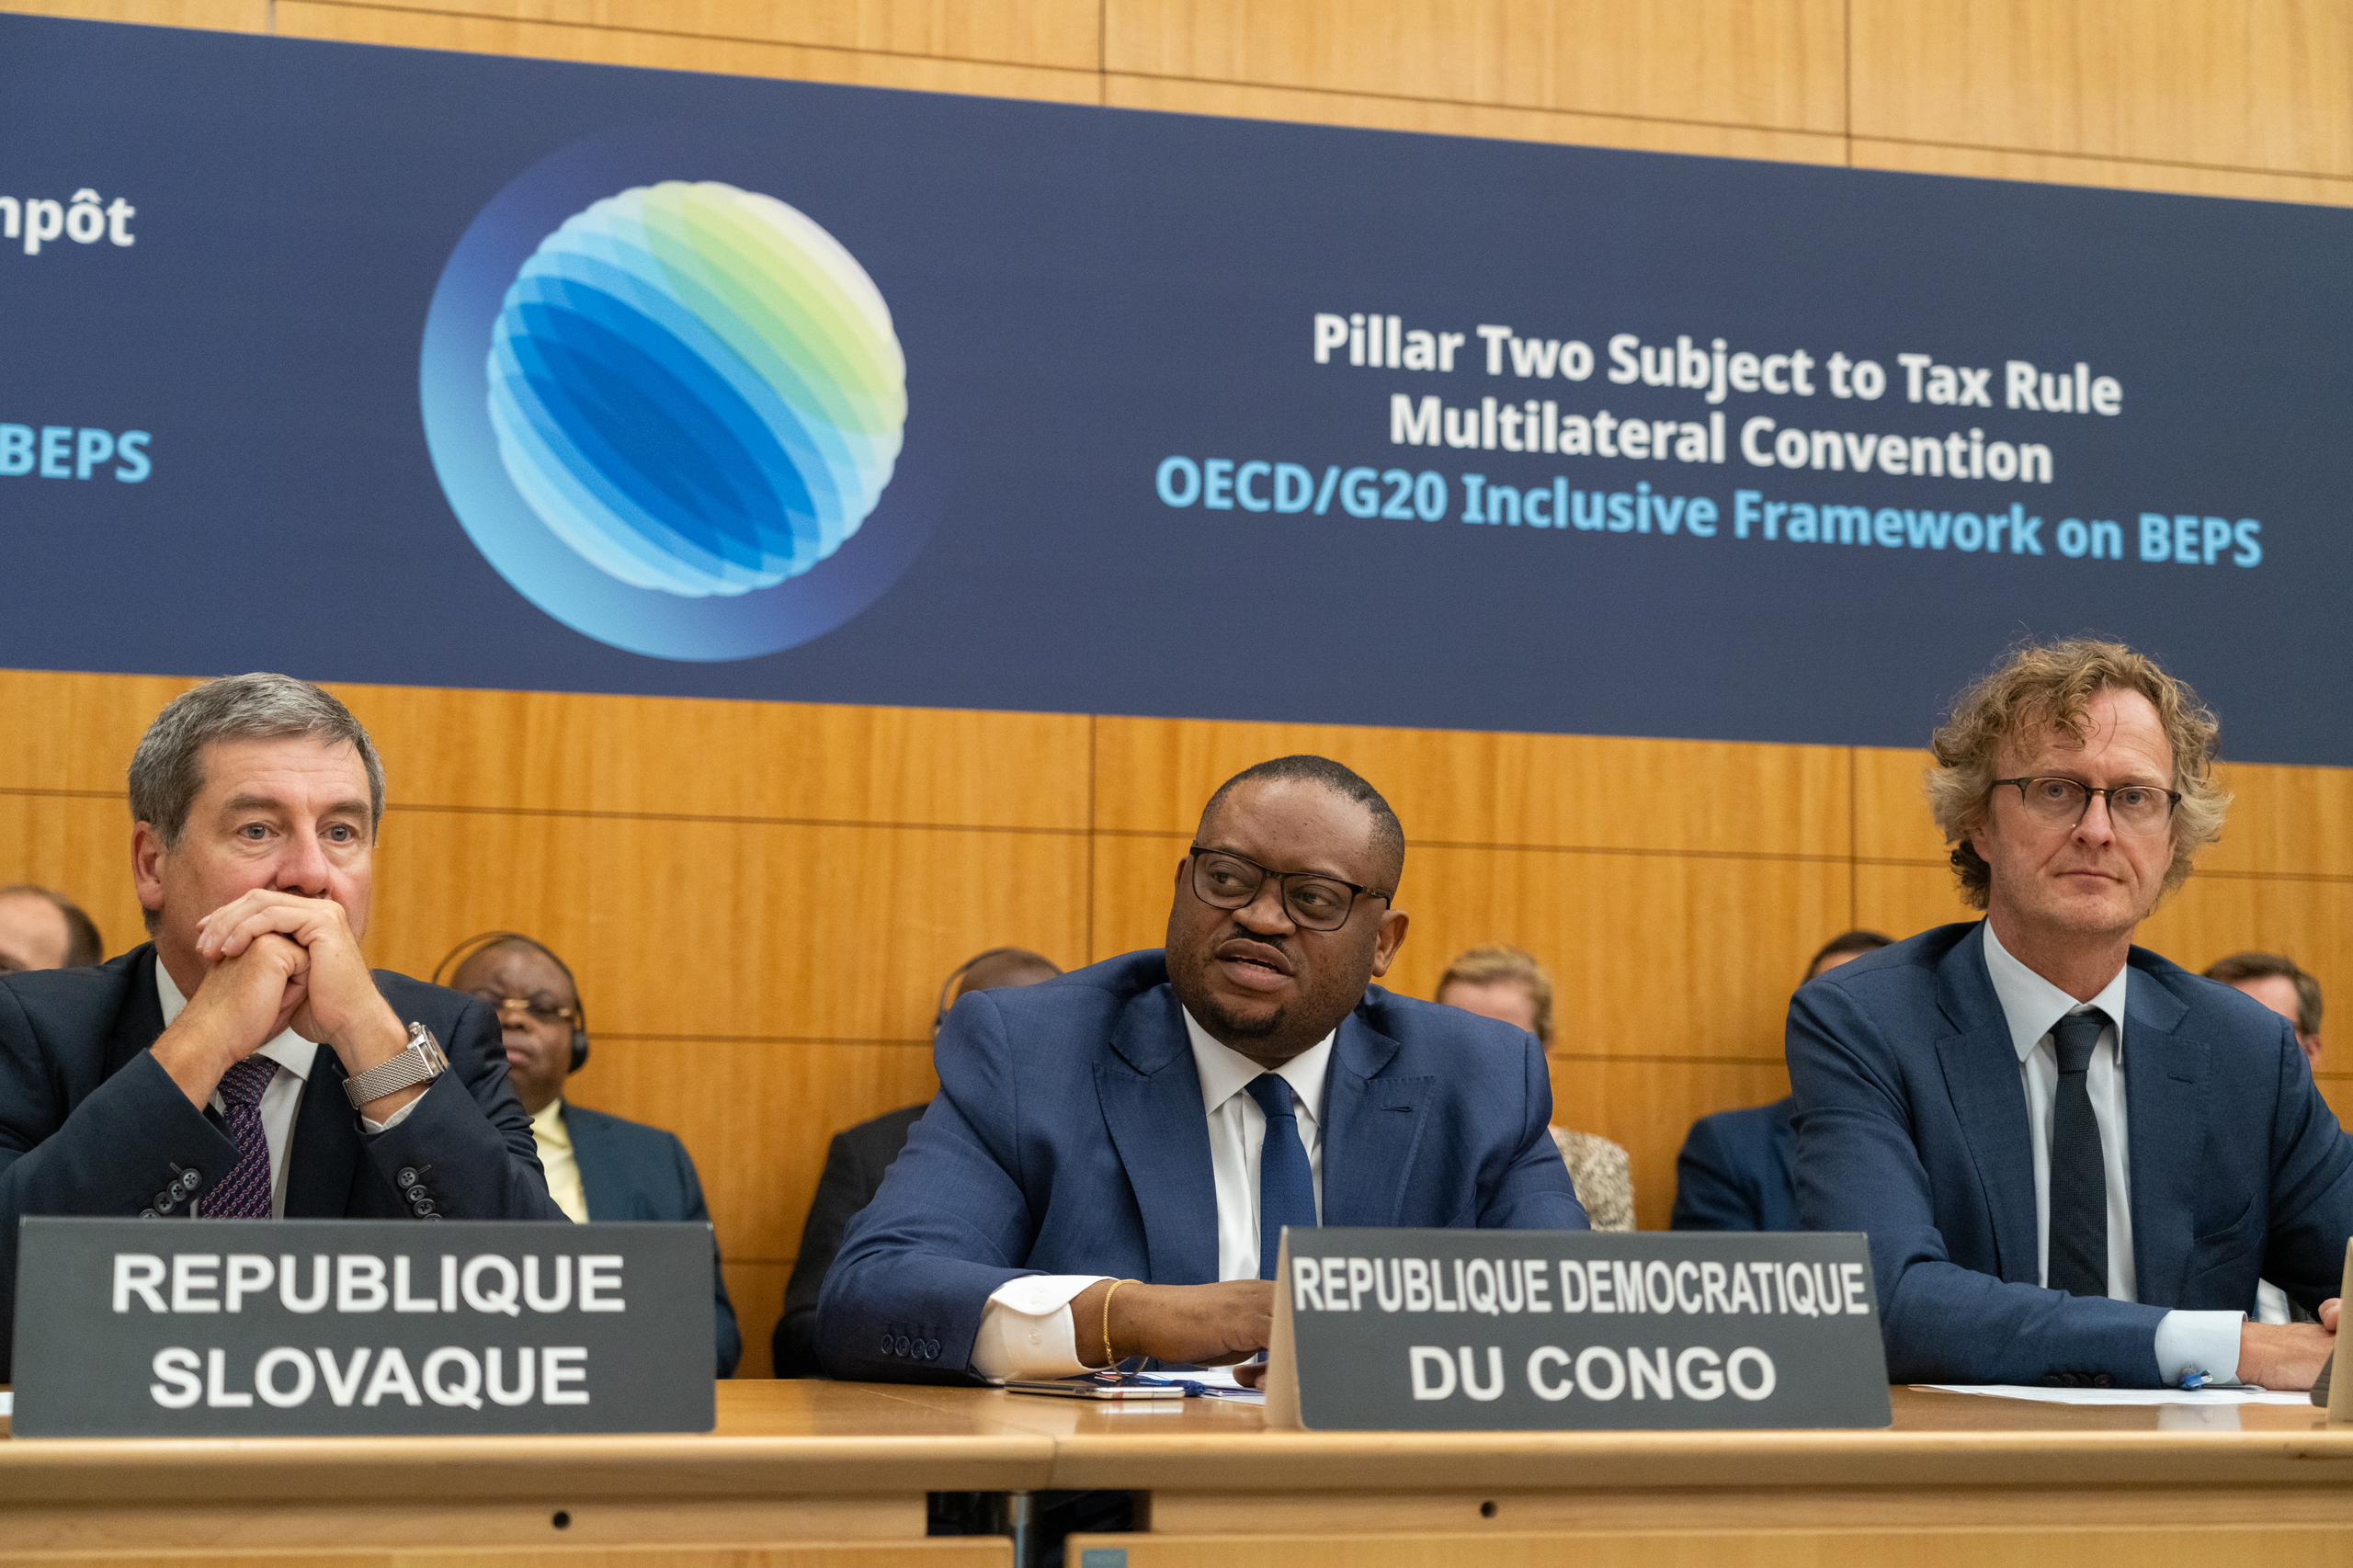 mpôt
BEPS
Pillar Two Subject to Tax Rule
Multilateral Convention
OECD/G20 Inclusive Framework on BEPS
REPUBLIQUE
SLOVAQUE
REPUBLIQUE DEMOCRATIQUE
DU CONGO